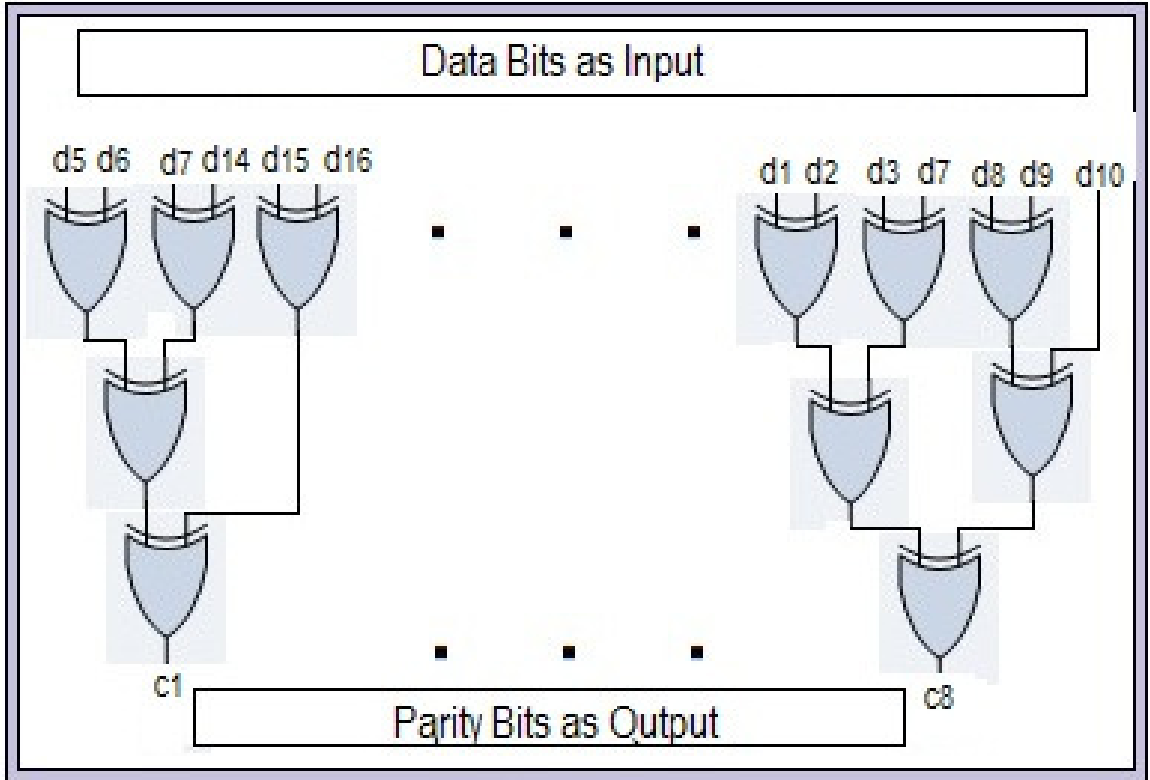 Data Bits as Input
d5 d6 d7 d14 d15 d16
d1 d2 d3 d7 d8 d9 d10
c1
c8
Parity Bits as Output